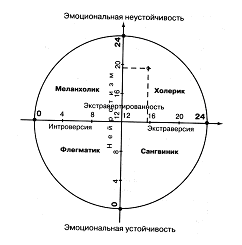 Эмоциональная неустойчивость
24
20
Меланхолик
Холерик
16
Нейротизм
Экстравертированность
0 4 8 12 12 16 20 24
Интроверсия
Экстраверсия
Флегматик
8
Сангвиник
4
0
Эмоциональная устойчивость